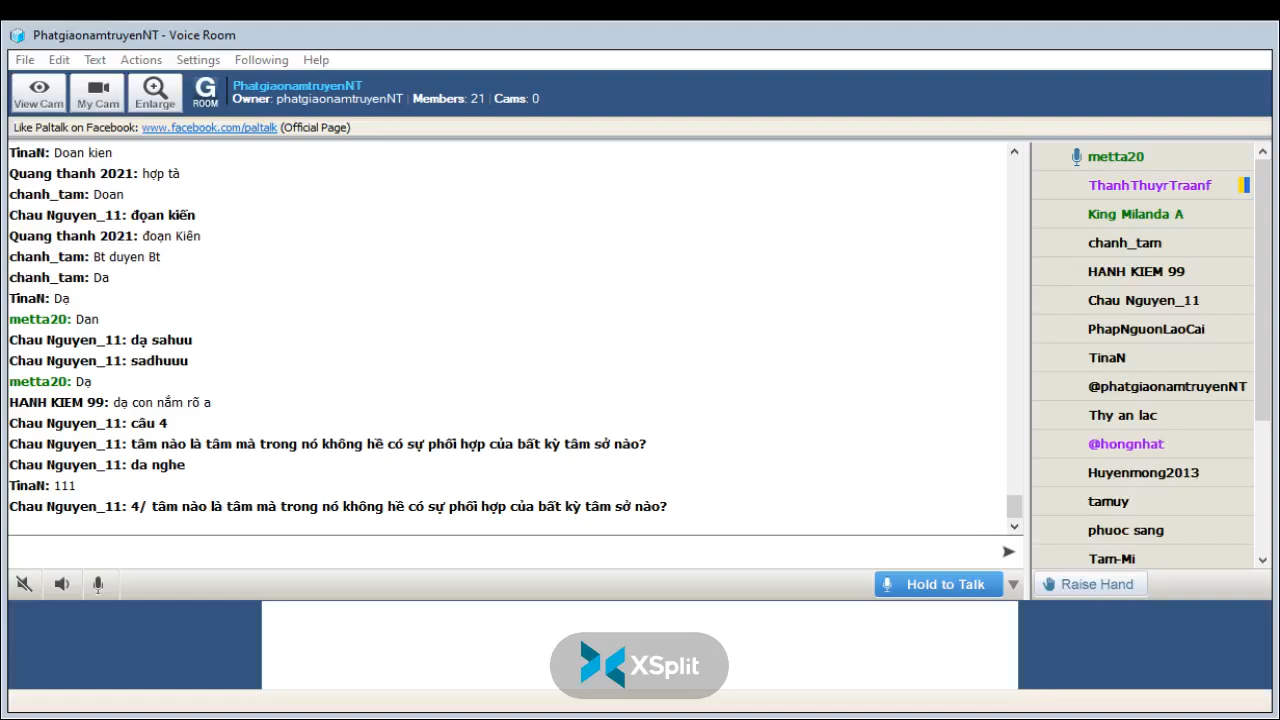 PhatgiaonamtruyenNT - Voice Room
File Edit Text Actions Settings Following Help
View Cam My Cam Enlarge G ROOM
PhatgiaonamtruyenNT
Owner: phatgiaonamtruyenNT | Members: 21 | Cams: 0
Like Paltalk on Facebook: www.facebook.com/paltalk (Official Page)
TinaN: Doan kien
Quang thanh 2021: hợp tà
chanh_tam: Doan
Chau Nguyen_11: đọan kiến
Quang thanh 2021: đoạn Kiên
chanh_tam: Bt duyen Bt
chanh_tam: Da
TinaN: Dạ
metta20: Dan
Chau Nguyen_11: dạ sahuu
Chau Nguyen_11: sadhuuu
metta20: Dạ
HANH KIEM 99: dạ con nắm rõ a
Chau Nguyen_11: câu 4
Chau Nguyen_11: tâm nào là tâm mà trong nó không hề có sự phối hợp của bất kỳ tâm sở nào?
Chau Nguyen_11: da nghe
TinaN: 111
Chau Nguyen_11: 4/ tâm nào là tâm mà trong nó không hề có sự phối hợp của bất kỳ tâm sở nào?
metta20
ThanhThuyrTraanf
King Milanda A
chanh_tam
HANH KIEM 99
Chau Nguyen_11
PhapNguonLaoCai
TinaN
@phatgiaonamtruyenNT
Thy an lac
@hongnhat
Huyenmong2013
tamuy
phuoc sang
Tam-Mi
Hold to Talk
Raise Hand
XSplit